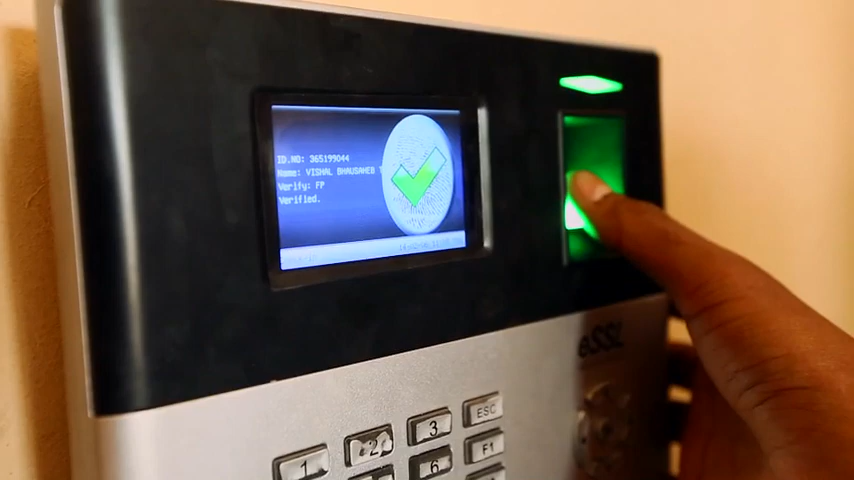 ID.NO: 365199044
Name: VISHAL BHAUSAHEB
Verify: FP
Verified.
eSSL
1 2 3 ESC
6 F1